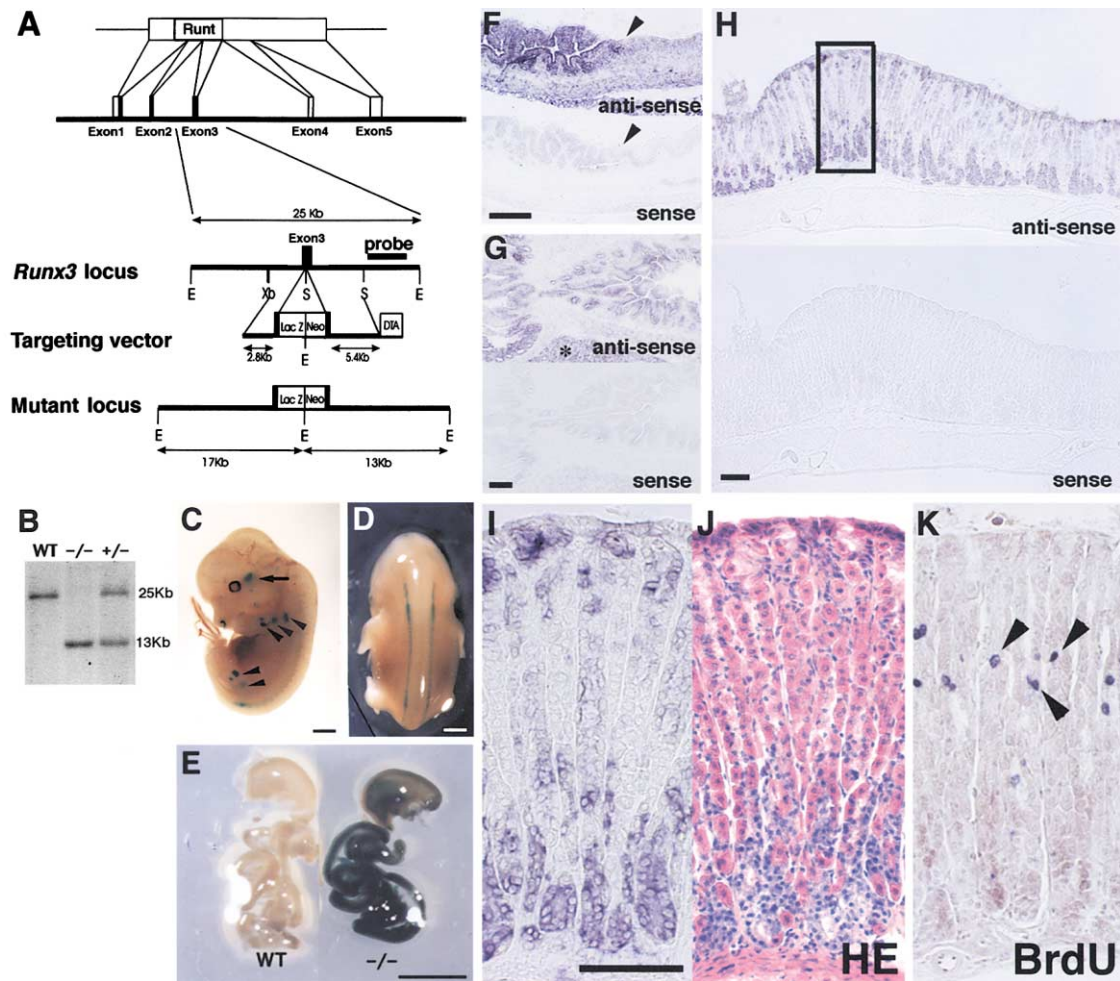 A
Runt
Exon1 Exon2 Exon3 Exon4 Exon5
25 Kb
Exon3
probe
Runx3 locus
E Xb S S E
Targeting vector
Lac Z Neo DTA
2.8Kb E 5.4Kb
Mutant locus
Lac Z Neo
E E E
17Kb 13Kb
B
WT -/- +/-
25Kb
13Kb
C
D
E
WT -/-
F
anti-sense
sense
G
* anti-sense
sense
H
anti-sense
sense
I
J
HE
K
BrdU